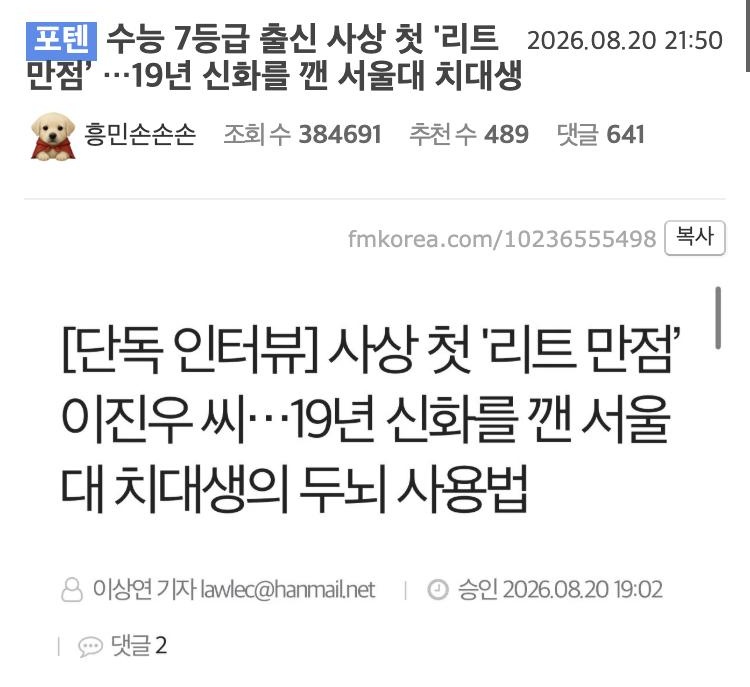 포텐 수능 7등급 출신 사상 첫 '리트 2026.08.20 21:50
만점’ …19년 신화를 깬 서울대 치대생
흥민손손손 조회 수 384691 추천 수 489 댓글 641
fmkorea.com/10236555498 복사
[단독 인터뷰] 사상 첫 '리트 만점’
이진우 씨…19년 신화를 깬 서울
대 치대생의 두뇌 사용법
이상연 기자 lawlec@hanmail.net | 승인 2026.08.20 19:02
| 댓글 2